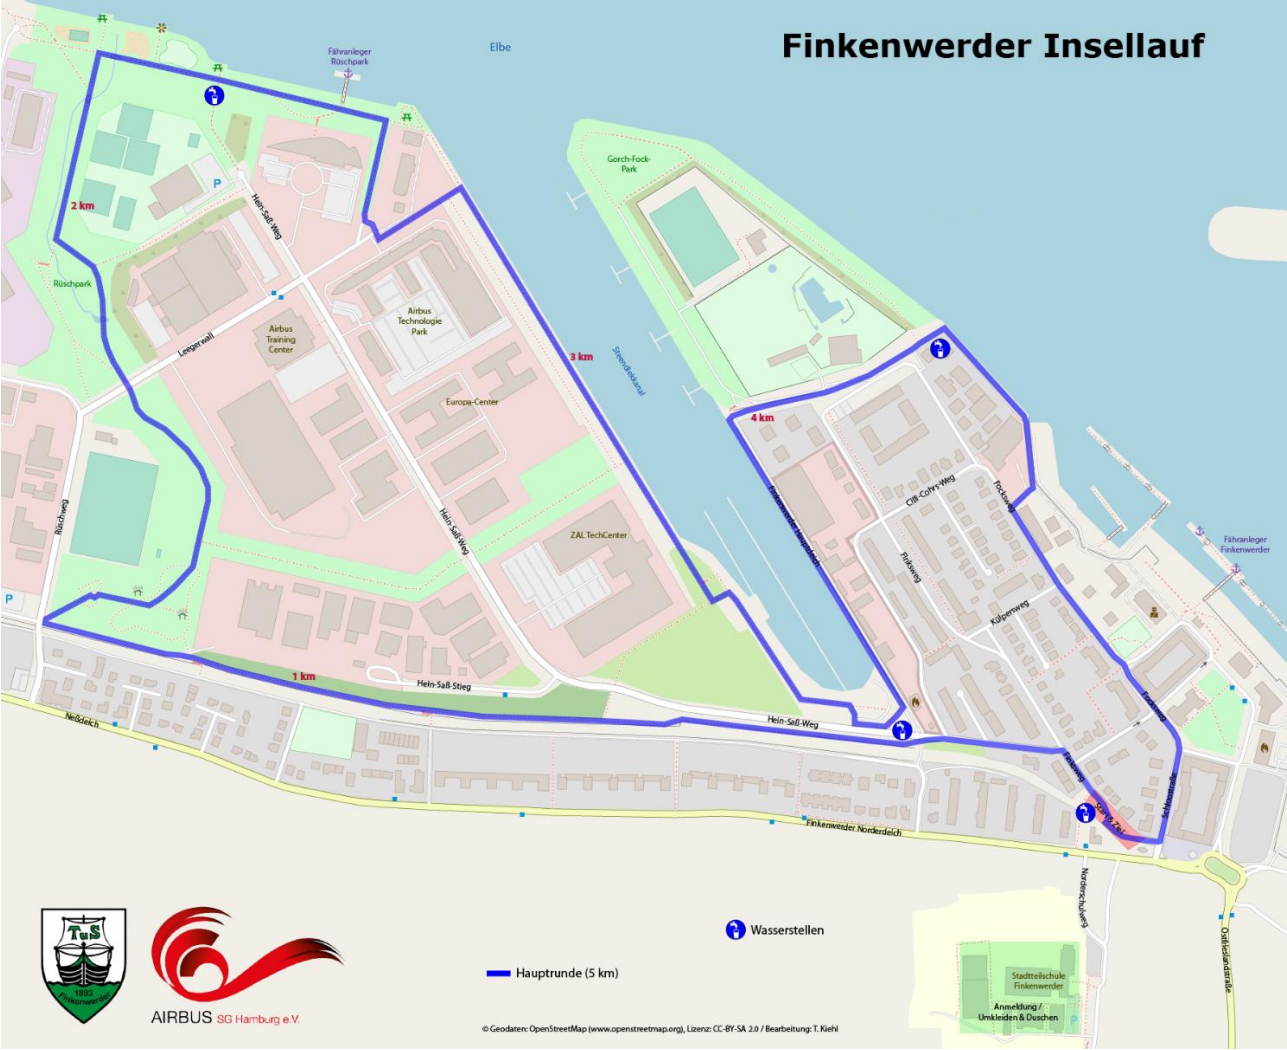 Finkenwerder Insellauf
Elbe
Fähranleger
Rüschpark
Gorch-Fock-
Park
2 km
P
Hein-Saß-Weg
Rüschpark
Leegerwall
Airbus
Training
Center
Airbus
Technologie
Park
Steendiekkanal
3 km
Europa-Center
4 km
Finkenwerder Hauptdeich
Cilli-Cohrs-Weg
Focksweg
Rüschweg
Hein-Saß-Weg
ZAL TechCenter
Finksweg
Fähranleger
Finkenwerder
P
Külpersweg
1 km
Hein-Saß-Stieg
Focksweg
Neßdeich
Hein-Saß-Weg
Finksweg
Schloostraße
Start & Ziel
Finkenwerder Norderdeich
Norderschulweg
Ostfrieslandstraße
TuS
1893
Finkenwerder
AIRBUS SG Hamburg e.V.
Wasserstellen
Hauptrunde (5 km)
Stadtteilschule
Finkenwerder
Anmeldung /
Umkleiden & Duschen
P
© Geodaten: OpenStreetMap (www.openstreetmap.org), Lizenz: CC-BY-SA 2.0 / Bearbeitung: T. Kiehl